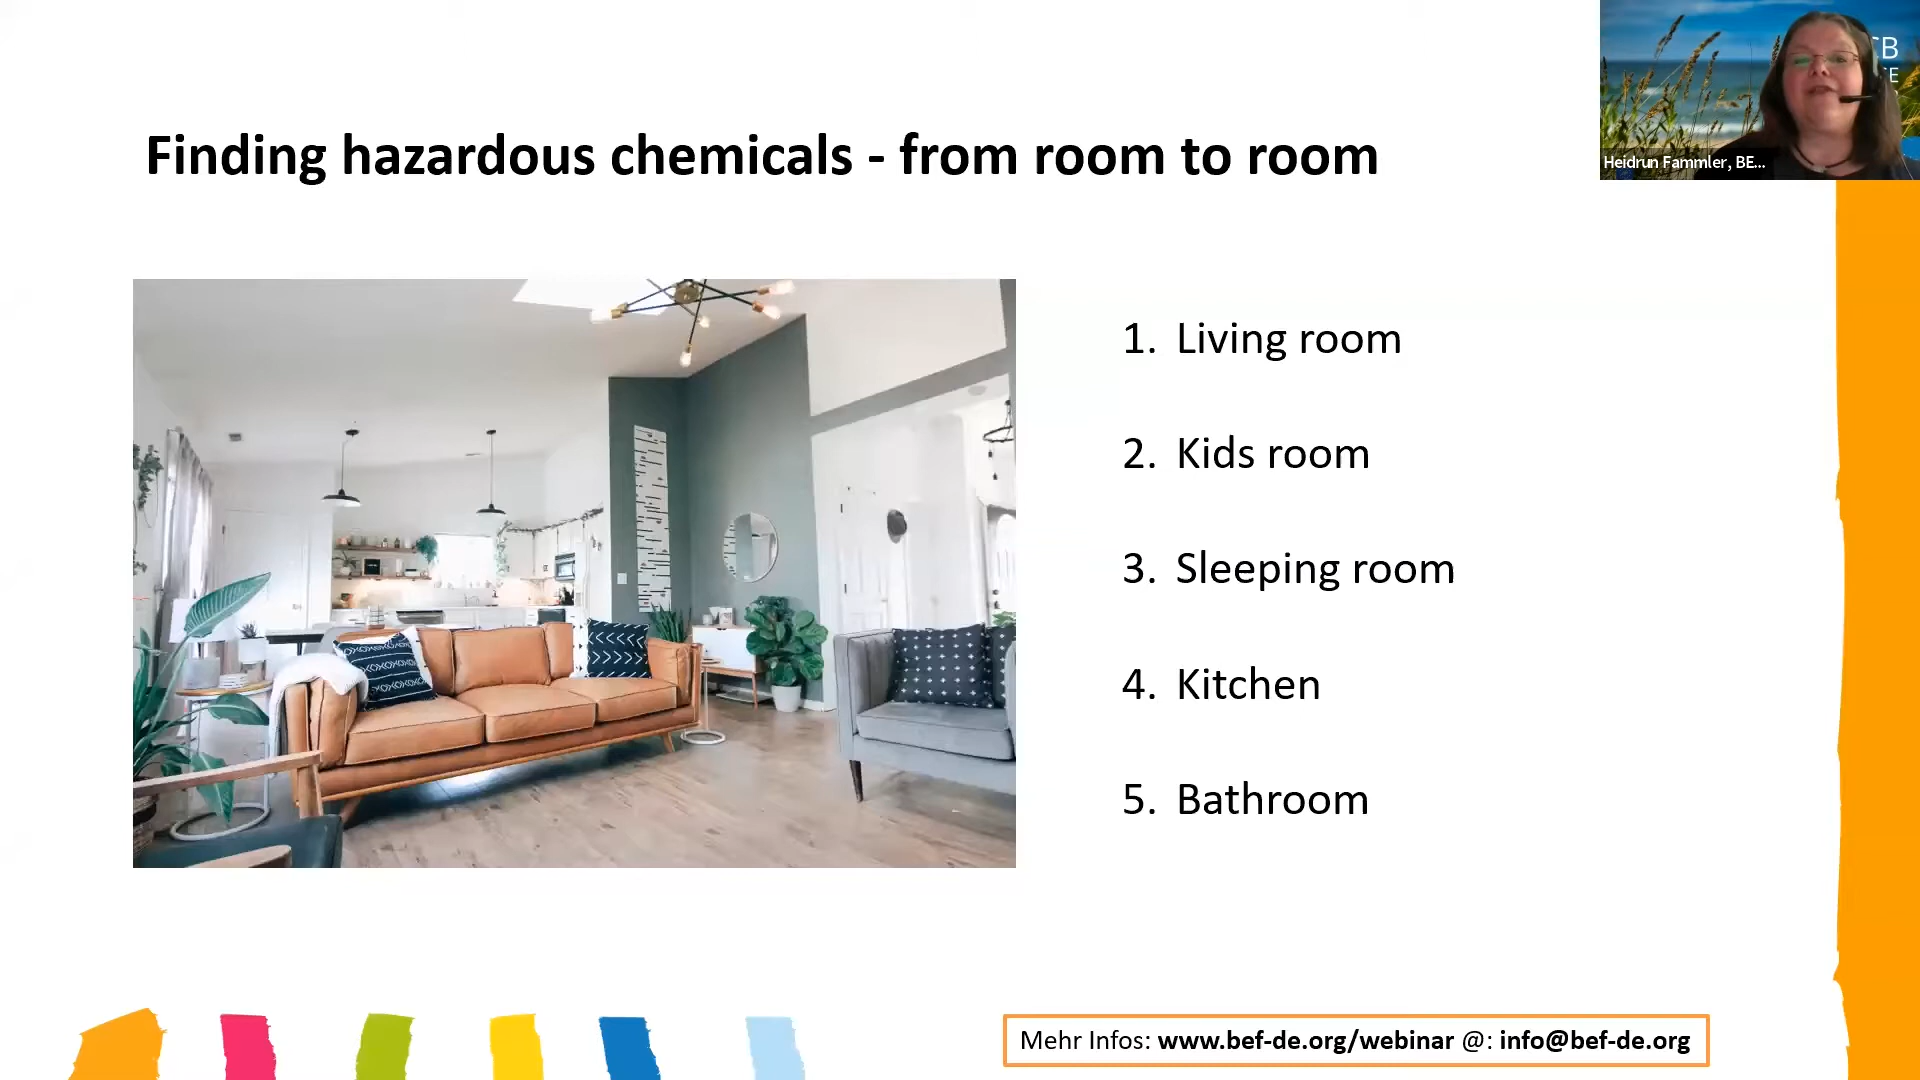 CB
Heidrun Fammler, BE...
Finding hazardous chemicals - from room to room
1. Living room
2. Kids room
3. Sleeping room
4. Kitchen
5. Bathroom
Mehr Infos: www.bef-de.org/webinar @: info@bef-de.org